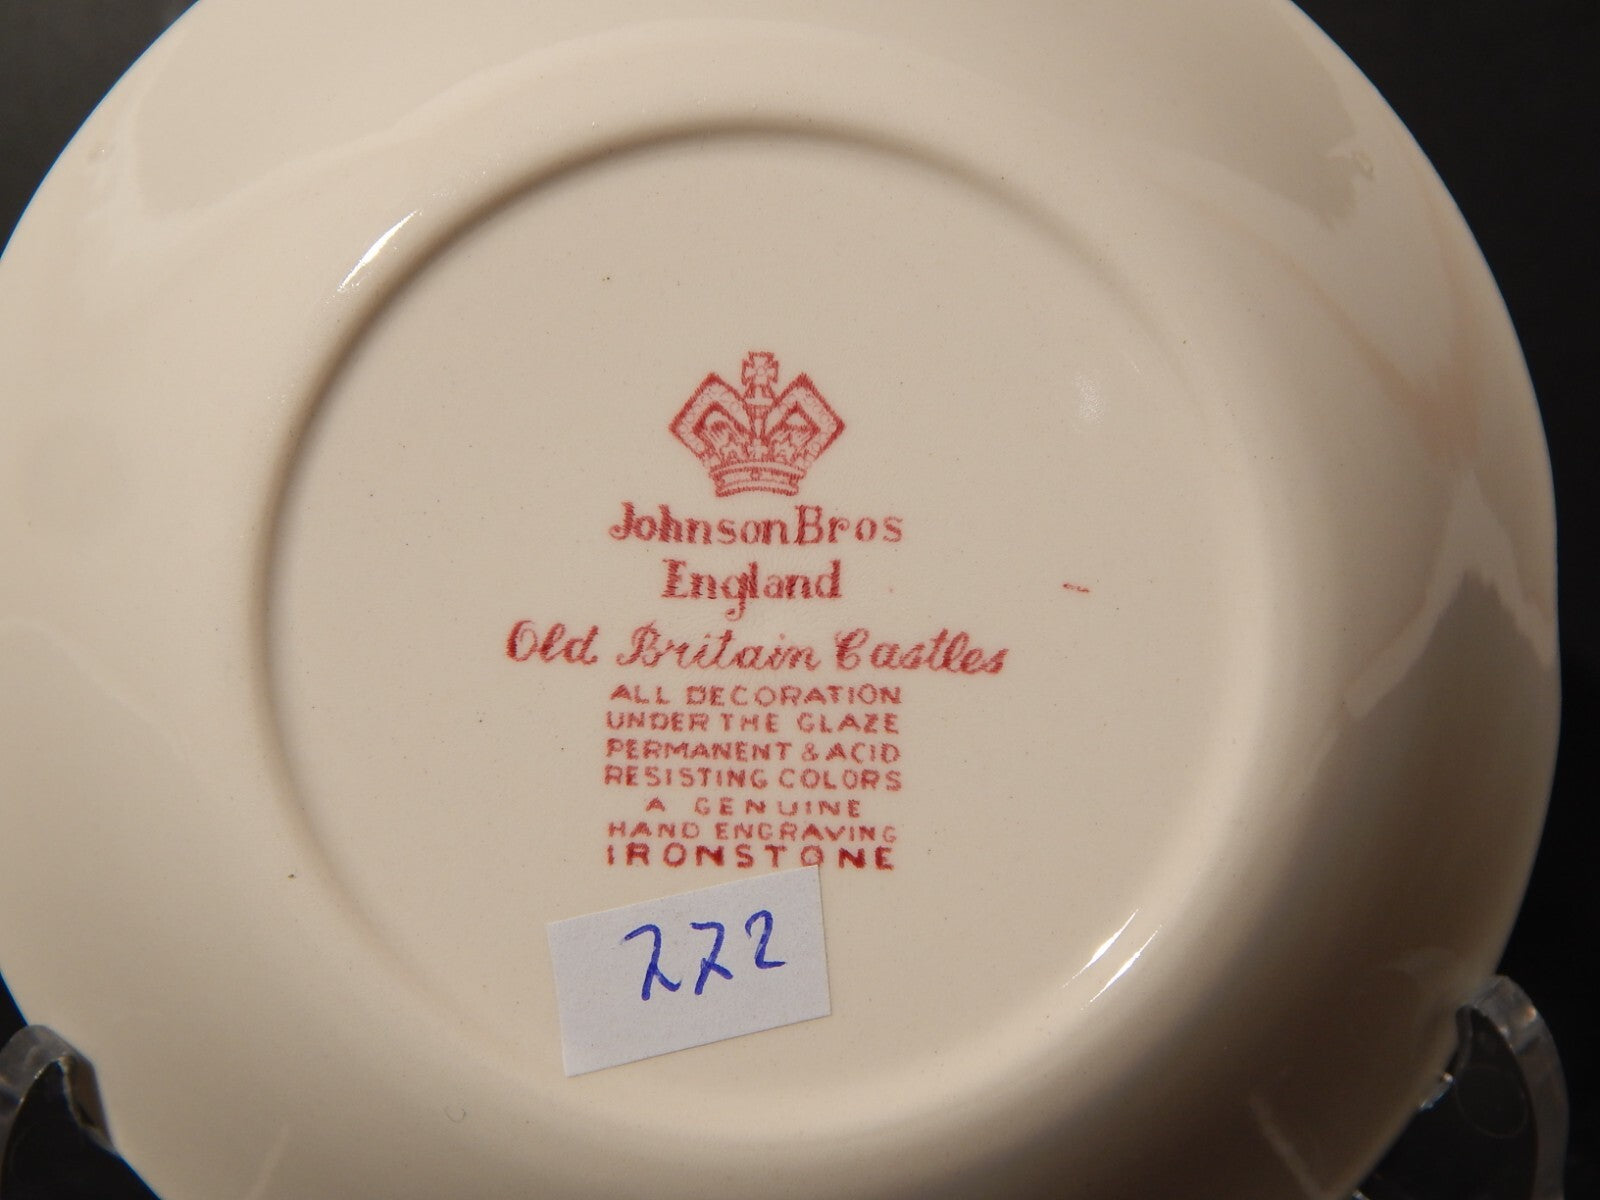 Johnson Bros
England
Old Britain Castles
ALL DECORATION
UNDER THE GLAZE
PERMANENT & ACID
RESISTING COLORS
A GENUINE
HAND ENGRAVING
IRONSTONE
272